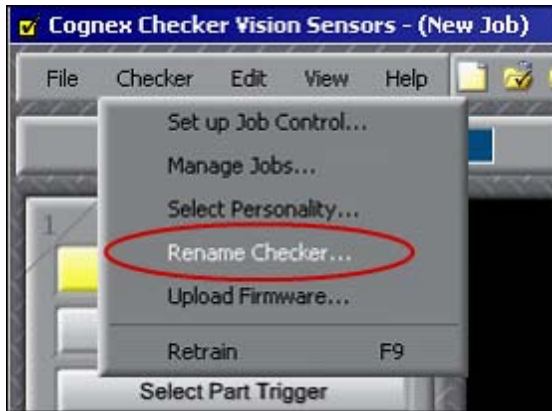 Cognex Checker Vision Sensors - (New Job)
File Checker Edit View Help
Set up Job Control...
Manage Jobs...
Select Personality...
1
Rename Checker...
Upload Firmware...
Retrain F9
Select Part Trigger